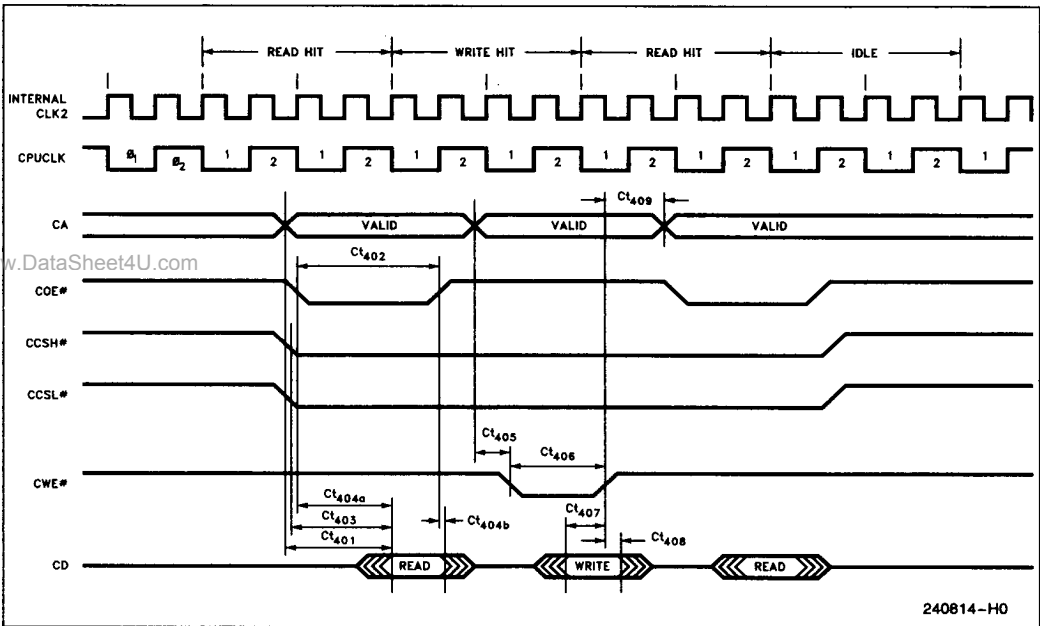 READ HIT WRITE HIT READ HIT IDLE
INTERNAL
CLK2
CPUCLK Ø1 Ø2 1 2 1 2 1 2 1 2 1 2 1 2 1 2 1 2 1
Ct409
CA VALID VALID VALID
w.DataSheet4U.com
Ct402
COE#
CCSH#
CCSL#
Ct405
Ct406
CWE#
Ct404a
Ct407
Ct403
Ct404b
Ct408
Ct401
CD READ WRITE READ
240814-H0